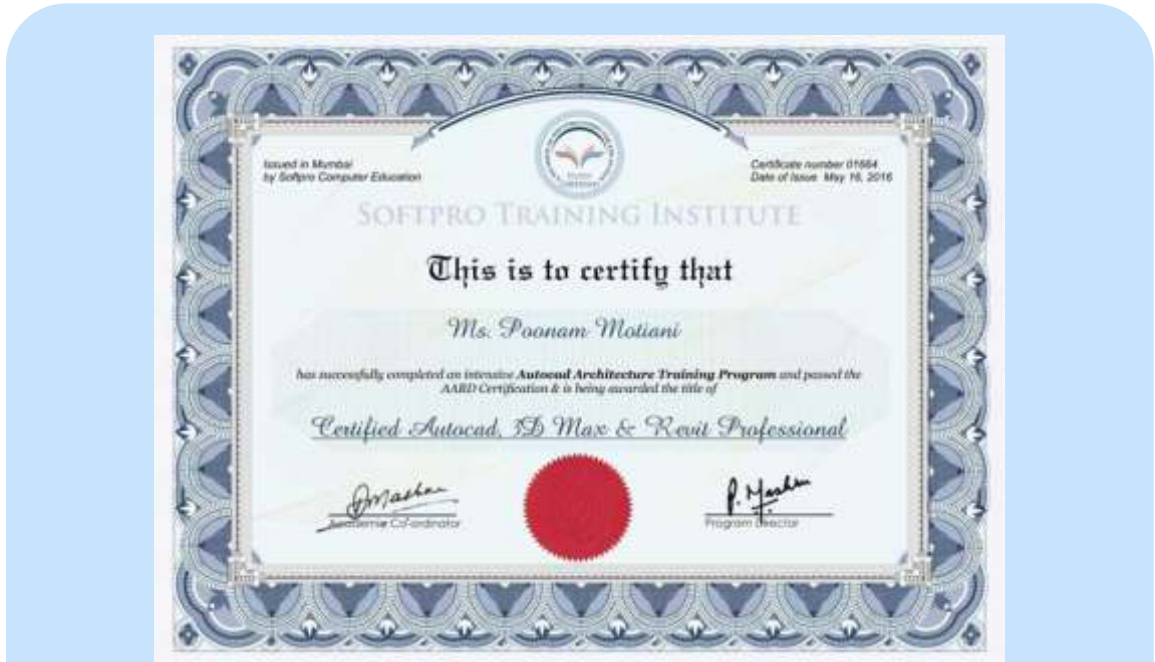 Issued in Mumbai
by Softpro Computer Education
Certificate number 01664
Date of Issue May 16, 2016
SOFTPRO TRAINING INSTITUTE
This is to certify that
Ms. Poonam Motiani
has successfully completed an intensive Autocad Architecture Training Program and passed the
AARD Certification & is being awarded the title of
Certified Autocad, 3D Max & Revit Professional
Academic Co-ordinator
P. Mashru
Program Director